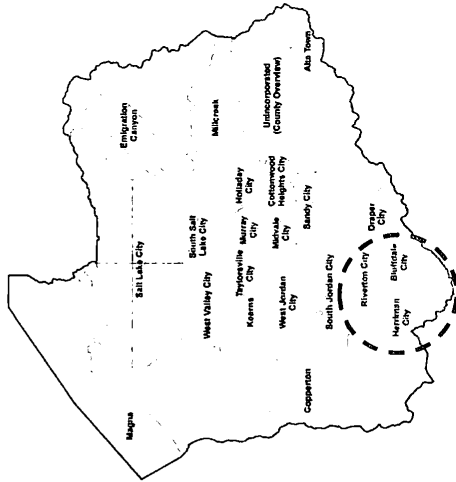 Emigration
Canyon
Magna
Salt Lake City
Millcreek
South Salt
Lake City
West Valley City
Holladay
City
Unincorporated
(County Overview)
Murray
City
Taylorsville
City
Kearns
Cottonwood
Heights City
Midvale
City
West Jordan
City
Alta Town
Sandy City
Copperton
South Jordan City
Draper
City
Riverton City
Bluffdale
City
Herriman
City